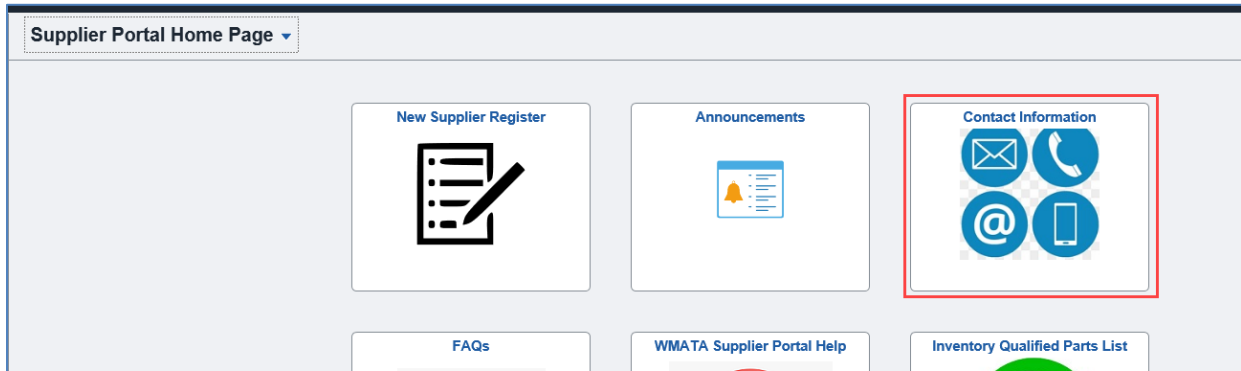 Supplier Portal Home Page
New Supplier Register
Announcements
Contact Information
@
FAQs
WMATA Supplier Portal Help
Inventory Qualified Parts List